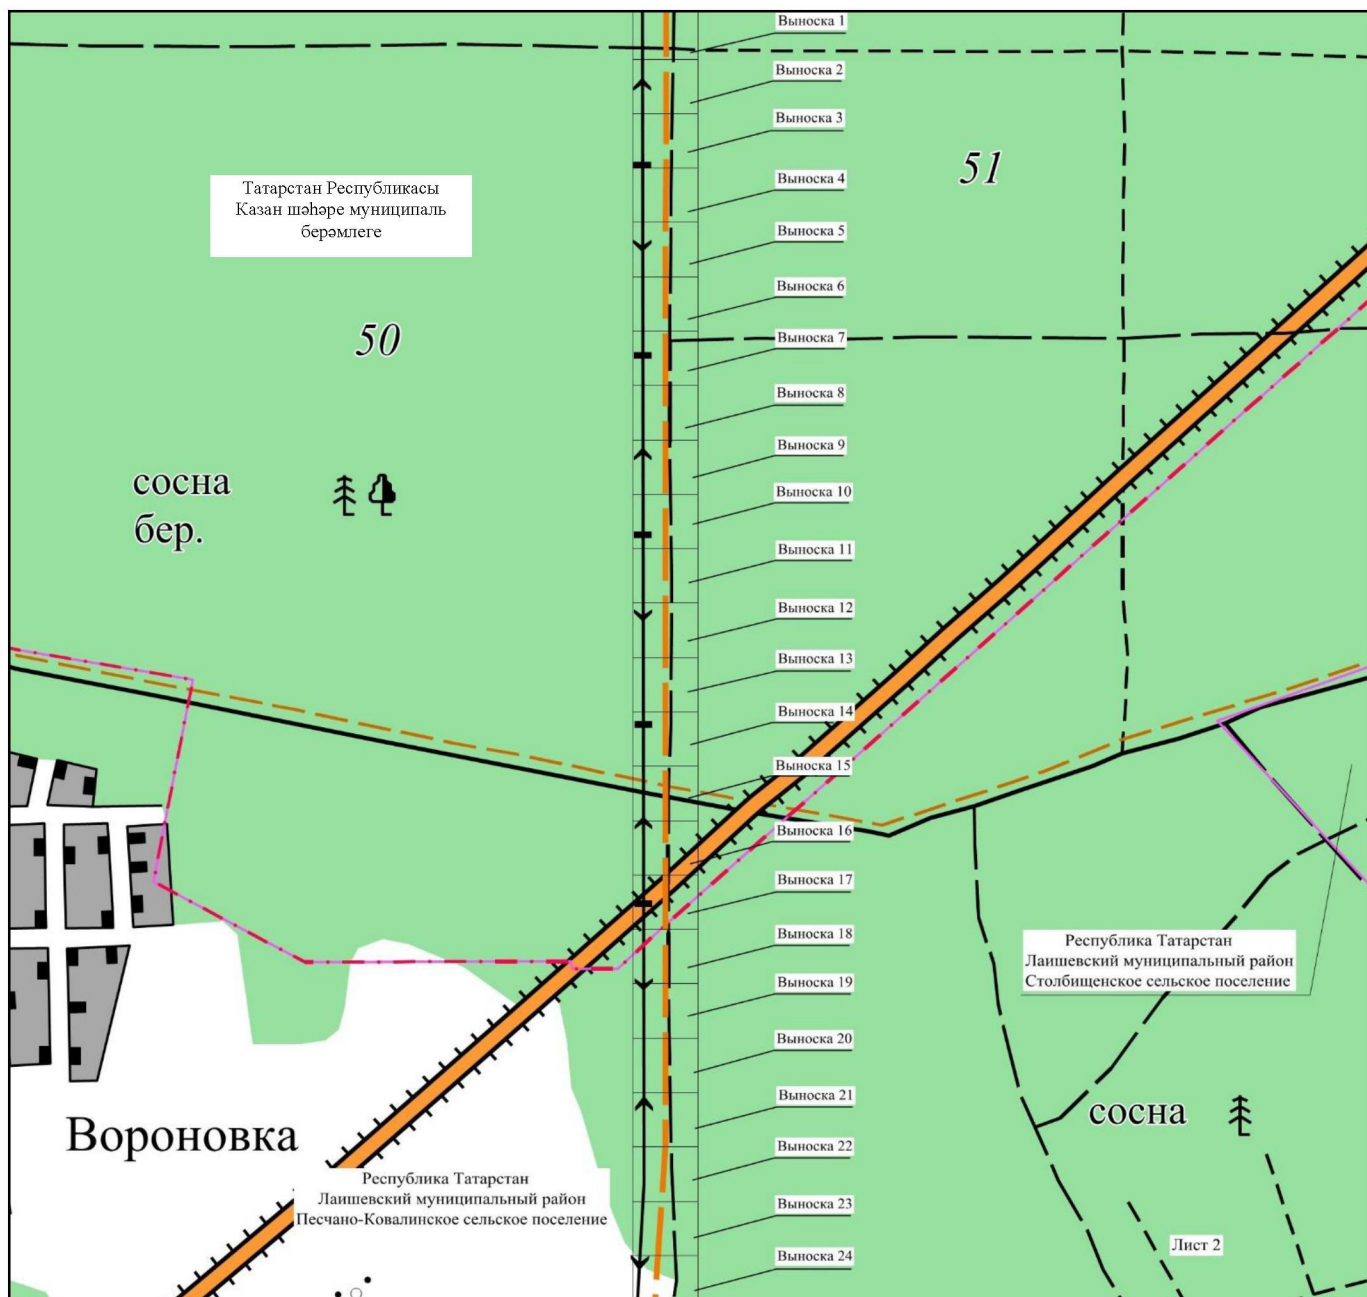 Выноска 1
Выноска 2
Выноска 3
51
Татарстан Республикасы
Казан шәһәре муниципаль
берәмлеге
Выноска 4
Выноска 5
Выноска 6
50
Выноска 7
Выноска 8
Выноска 9
сосна
бер.
Выноска 10
Выноска 11
Выноска 12
Выноска 13
Выноска 14
Выноска 15
Выноска 16
Выноска 17
Выноска 18
Республика Татарстан
Лаишевский муниципальный район
Столбищенское сельское поселение
Выноска 19
Выноска 20
Выноска 21
сосна
Вороновка
Выноска 22
Республика Татарстан
Лаишевский муниципальный район
Песчано-Ковалинское сельское поселение
Выноска 23
Лист 2
Выноска 24